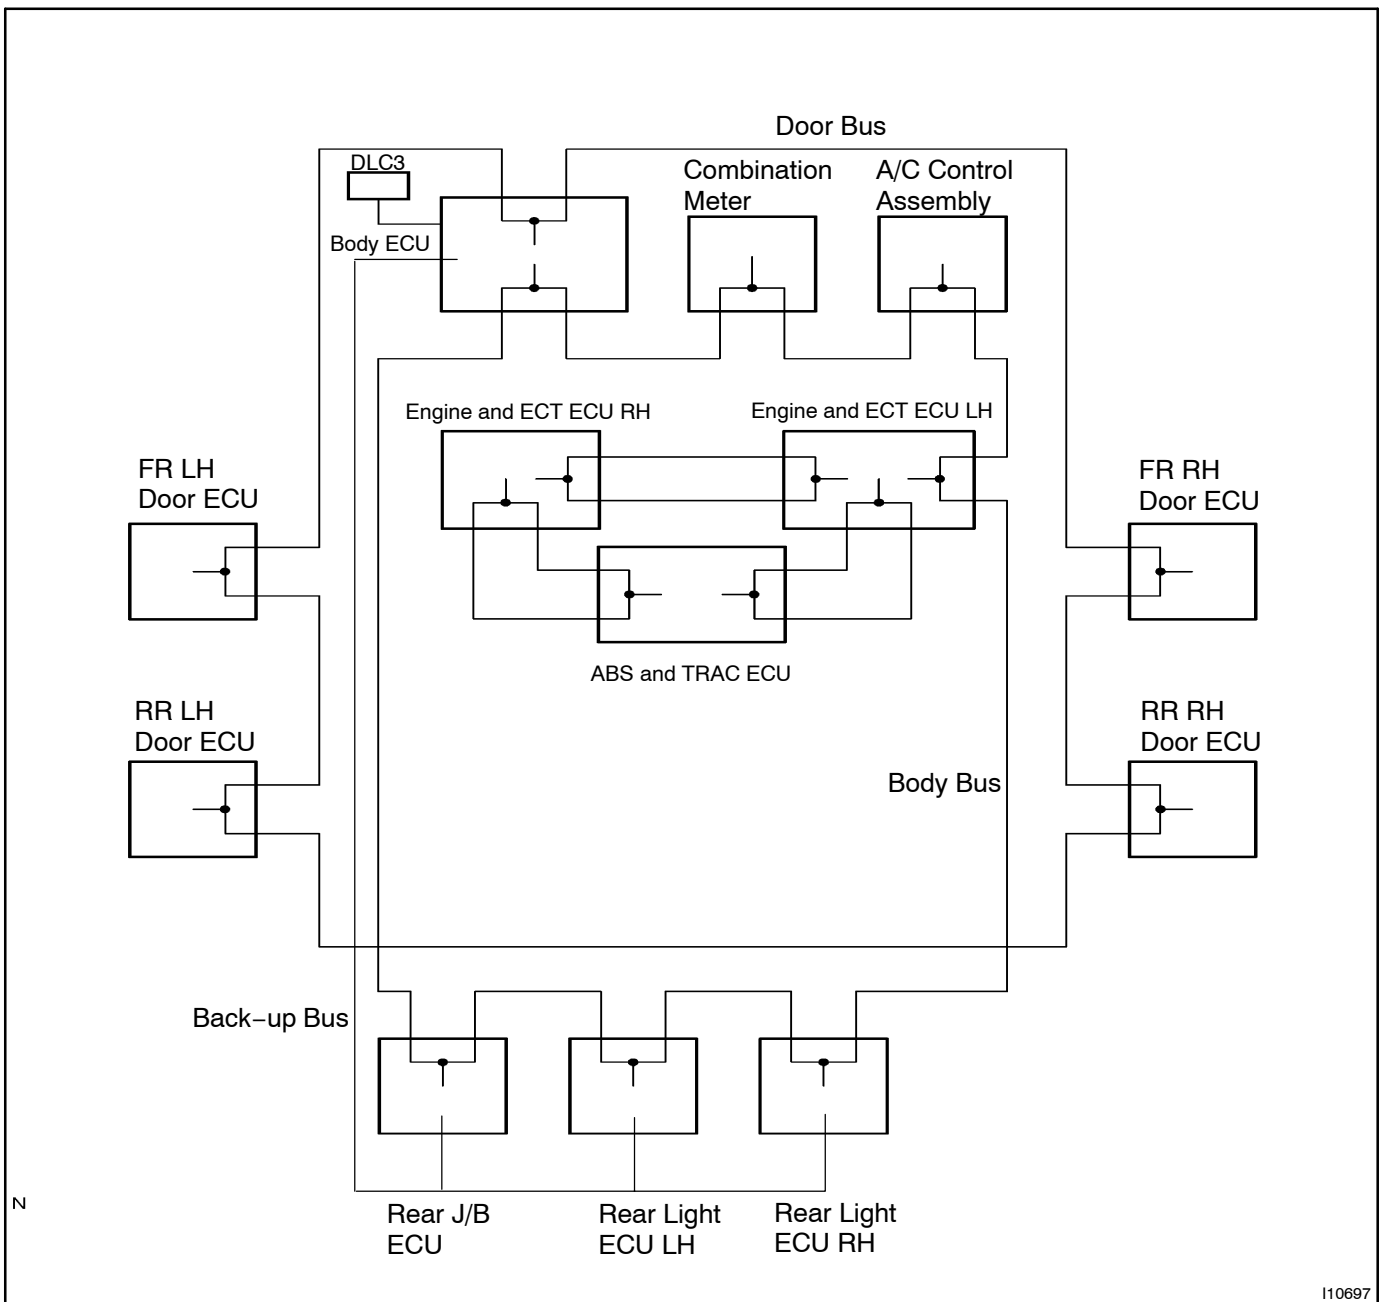 Door Bus
DLC3
Combination
Meter
A/C Control
Assembly
Body ECU
Engine and ECT ECU RH
Engine and ECT ECU LH
FR LH
Door ECU
FR RH
Door ECU
ABS and TRAC ECU
RR LH
Door ECU
RR RH
Door ECU
Body Bus
Back−up Bus
N
Rear J/B
ECU
Rear Light
ECU LH
Rear Light
ECU RH
I10697